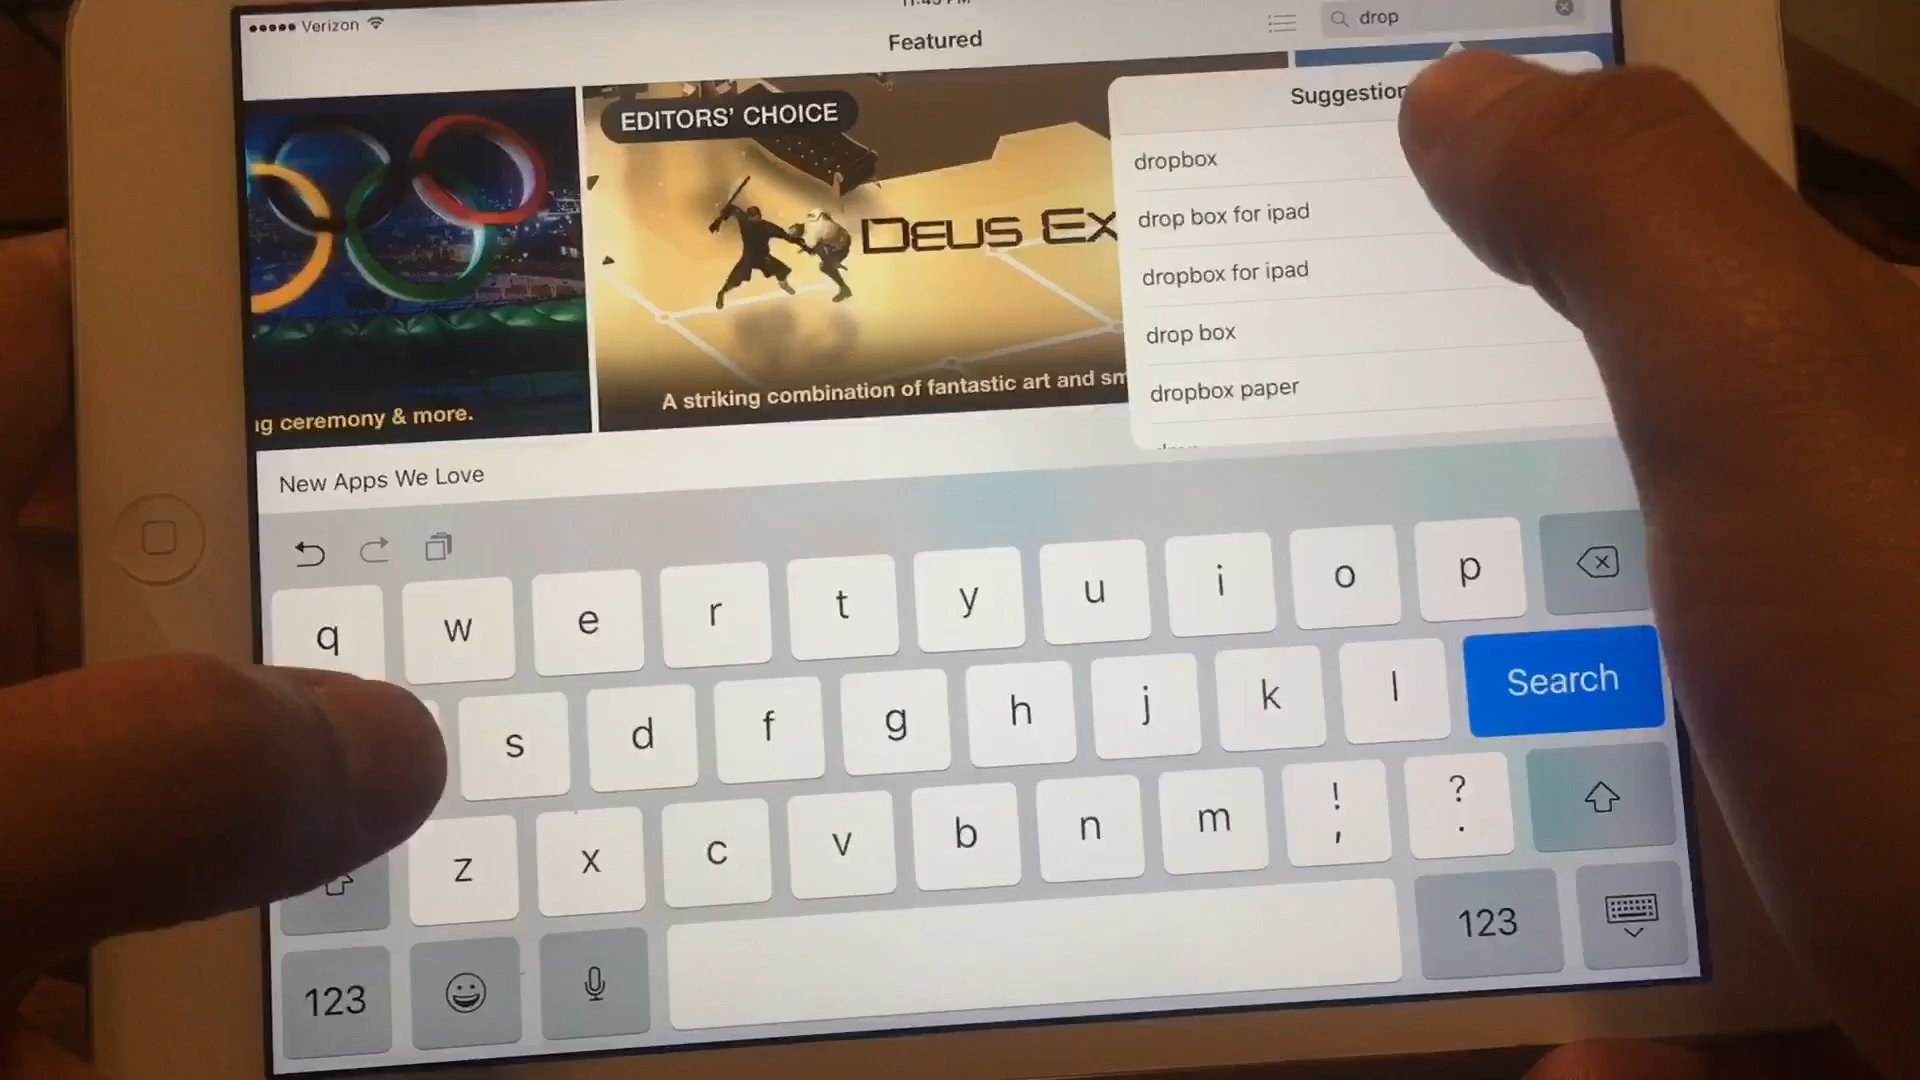 Verizon
Featured
drop
EDITORS' CHOICE
DEUS EX
A striking combination of fantastic art and sm
ng ceremony & more.
Suggestion
dropbox
drop box for ipad
dropbox for ipad
drop box
dropbox paper
New Apps We Love
q w e r t y u i o p
s d f g h j k l Search
z x c v b n m ! , ? .
123 123